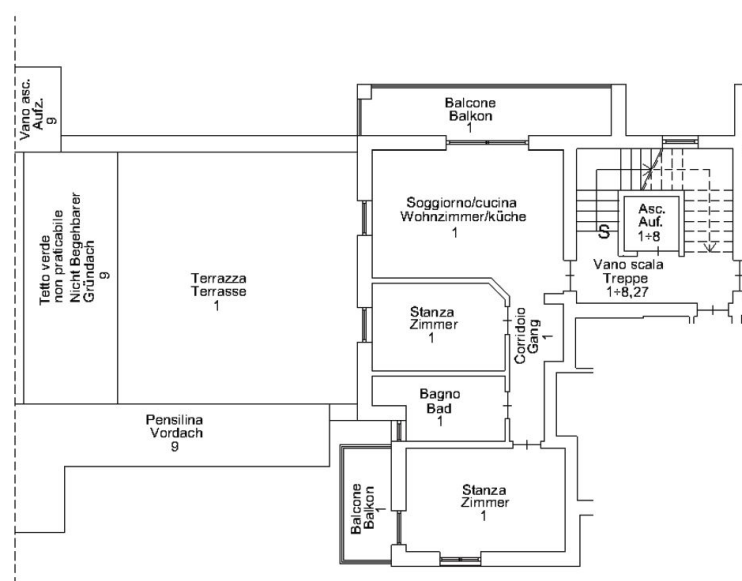 Vano asc.
Aufz.
9
Balcone
Balkon
1
Soggiorno/cucina
Wohnzimmer/küche
1
Asc.
Auf.
1÷8
S
Vano scala
Treppe
1÷8,27
Tetto verde
non praticabile
Nicht Begehbarer
Gründach
9
Terrazza
Terrasse
1
Stanza
Zimmer
1
Corridoio
Gang
1
Bagno
Bad
1
Pensilina
Vordach
9
Balcone
Balkon
1
Stanza
Zimmer
1